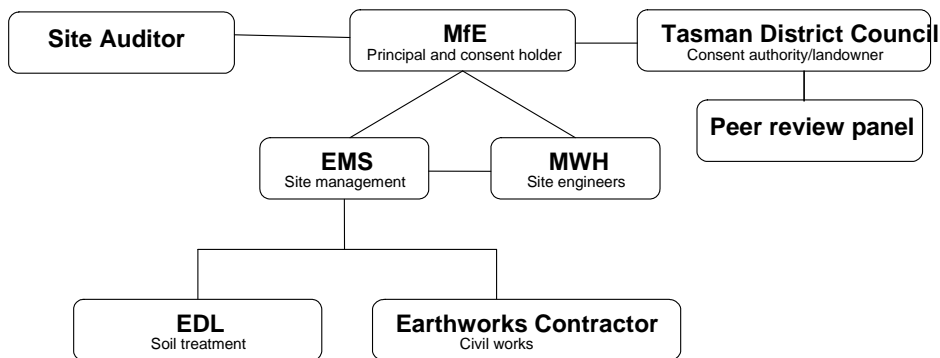 Site Auditor
MfE
Principal and consent holder
Tasman District Council
Consent authority/landowner
Peer review panel
EMS
Site management
MWH
Site engineers
EDL
Soil treatment
Earthworks Contractor
Civil works